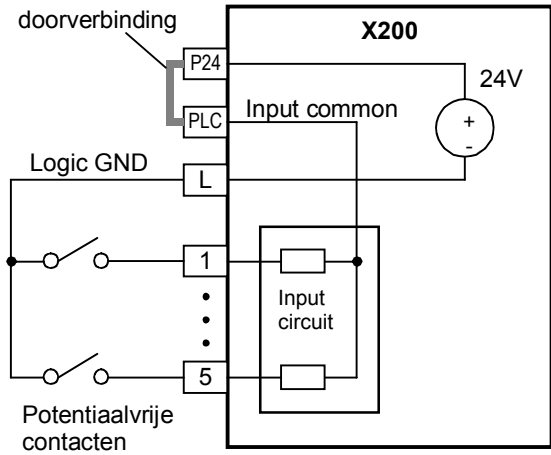 doorverbinding
X200
P24
24V
PLC
Input common
+
-
Logic GND
L
1
Input
circuit
5
Potentiaalvrije
contacten